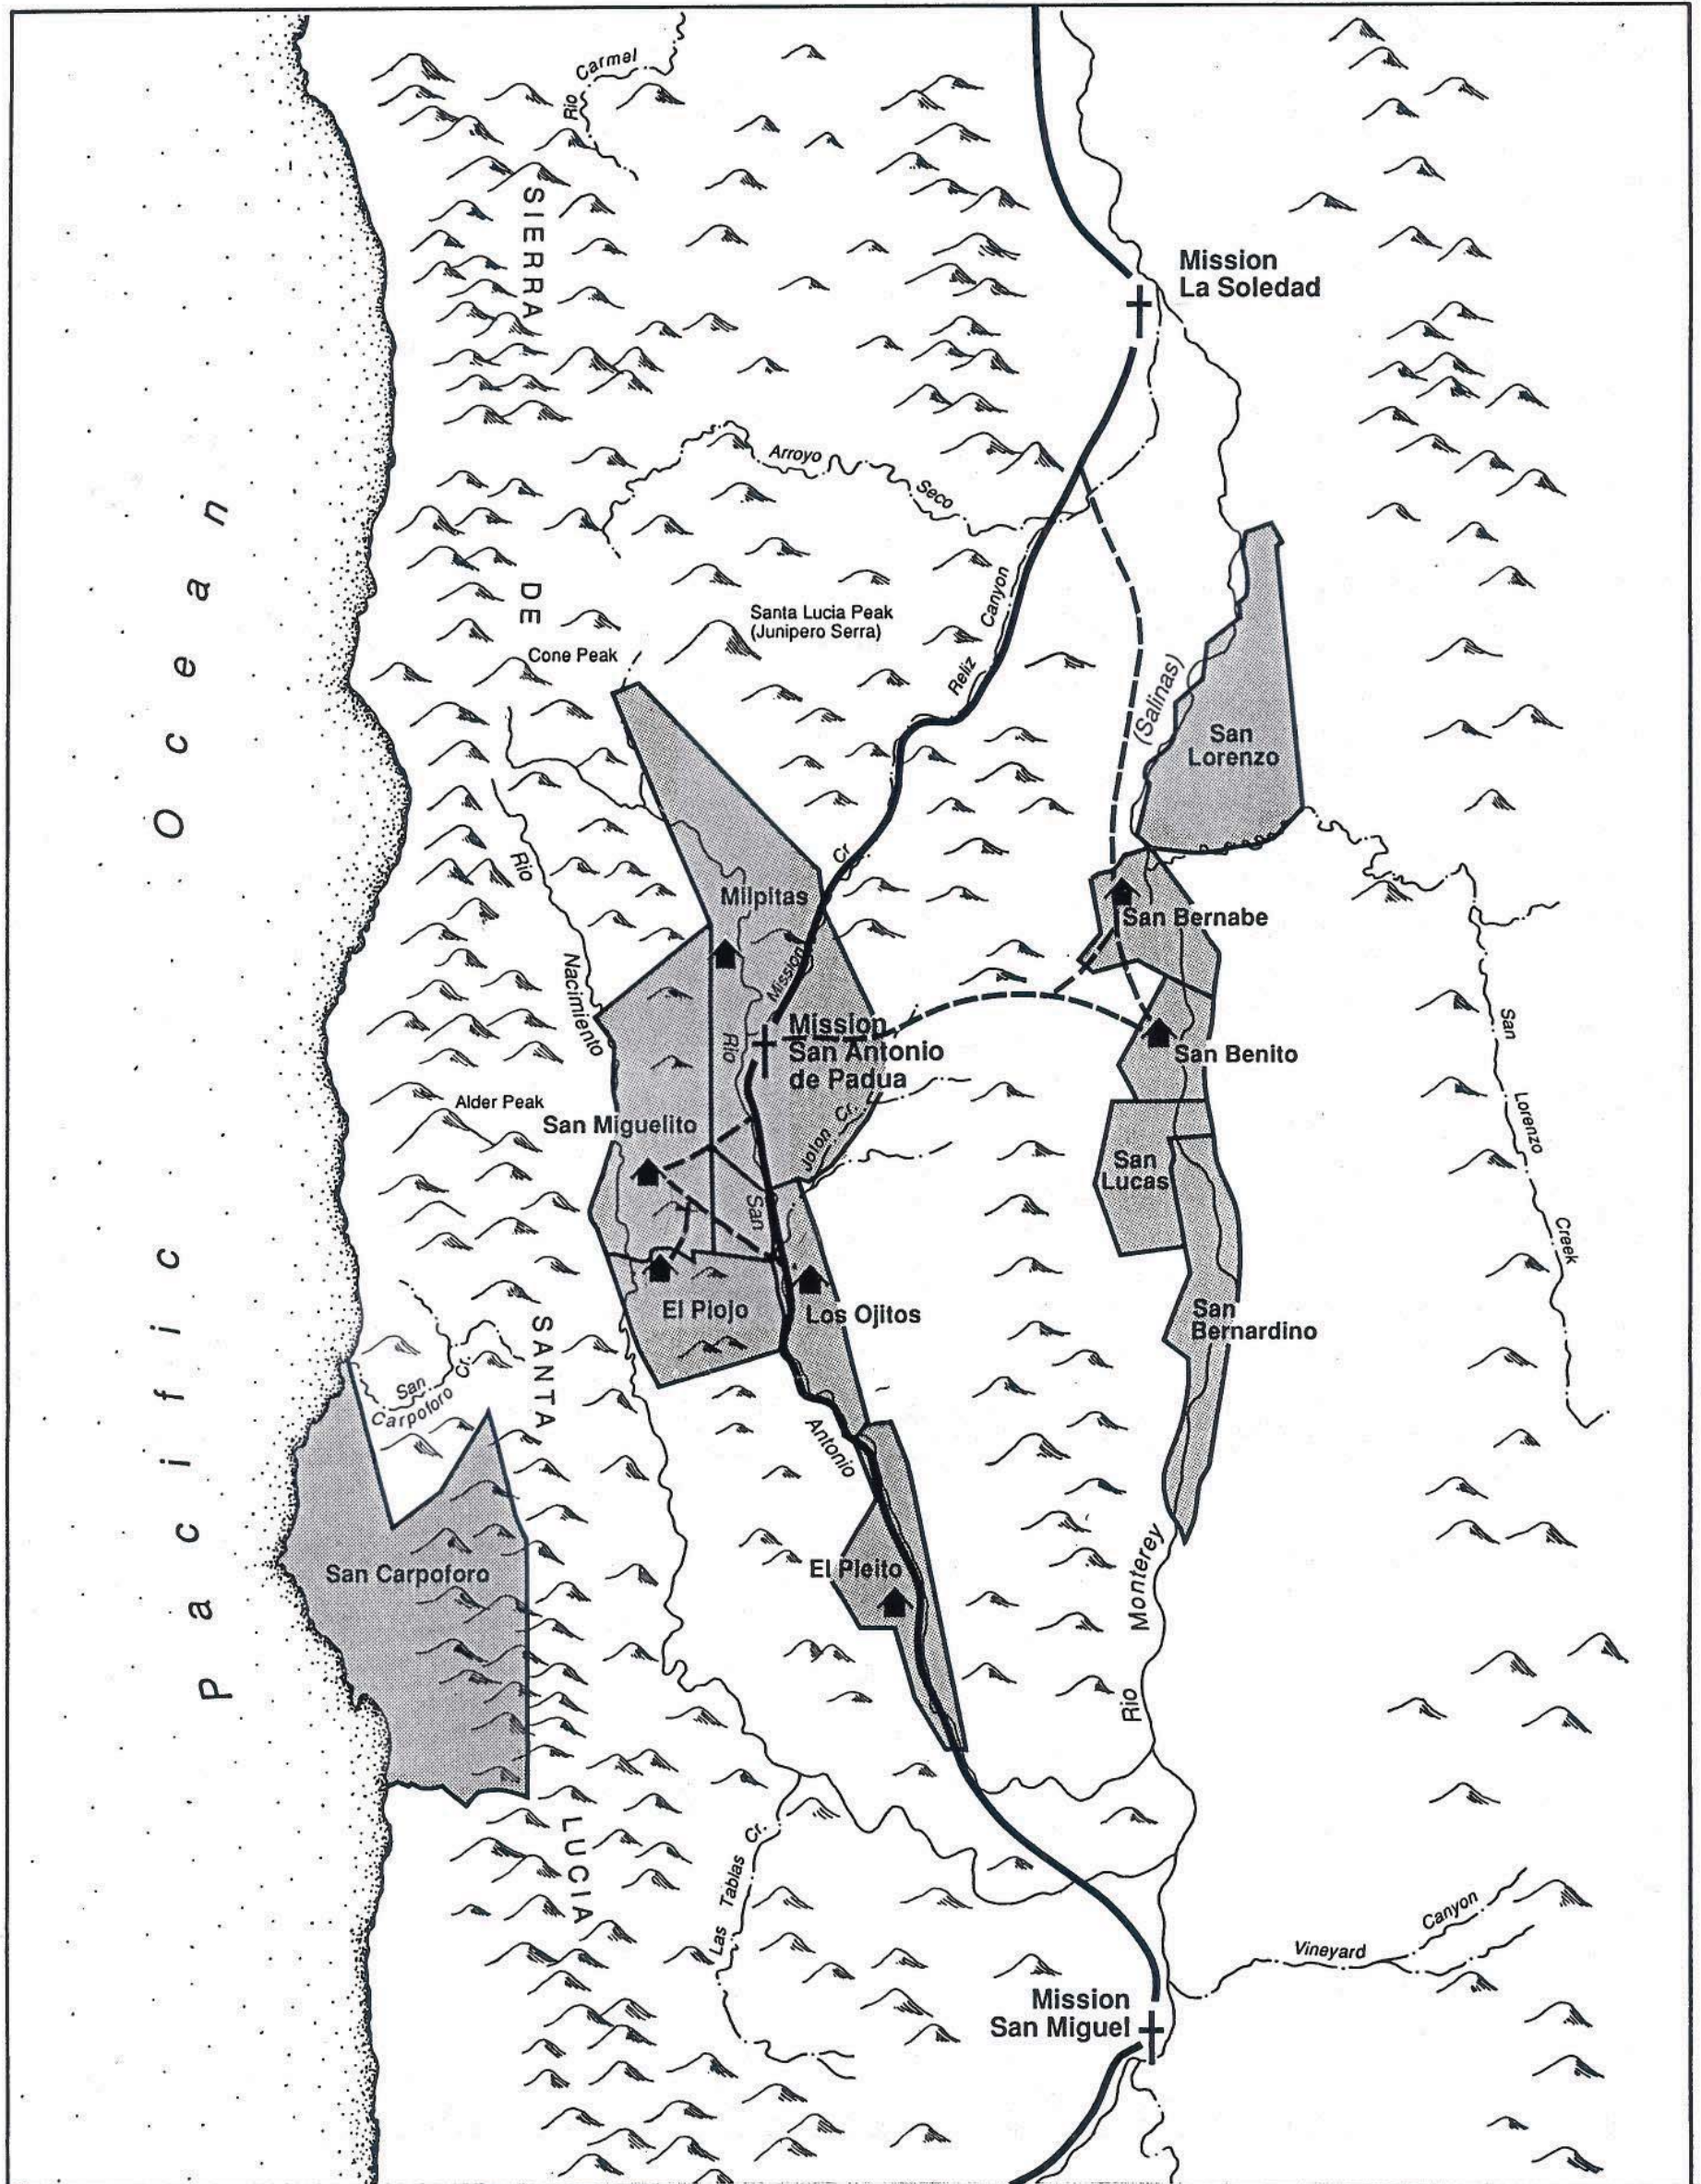 Rio Carmel
Mission
La Soledad
SIERRA
Arroyo Seco
DE
Santa Lucia Peak
(Junipero Serra)
Cone Peak
Reliz Canyon
(Salinas)
San
Lorenzo
Pacific Ocean
Rio Nacimiento
Milpitas
Mission Cr.
San Bernabe
Rio San Antonio
Mission
San Antonio
de Padua
San Benito
San Lorenzo Creek
Alder Peak
San Miguelito
Jolon Cr.
San
Lucas
El Piojo
Los Ojitos
San
Bernardino
SANTA
San
Carpoforo Cr.
San Carpoforo
El Pleito
Rio Monterey
LUCIA
Las Tablas Cr.
Vineyard Canyon
Mission
San Miguel